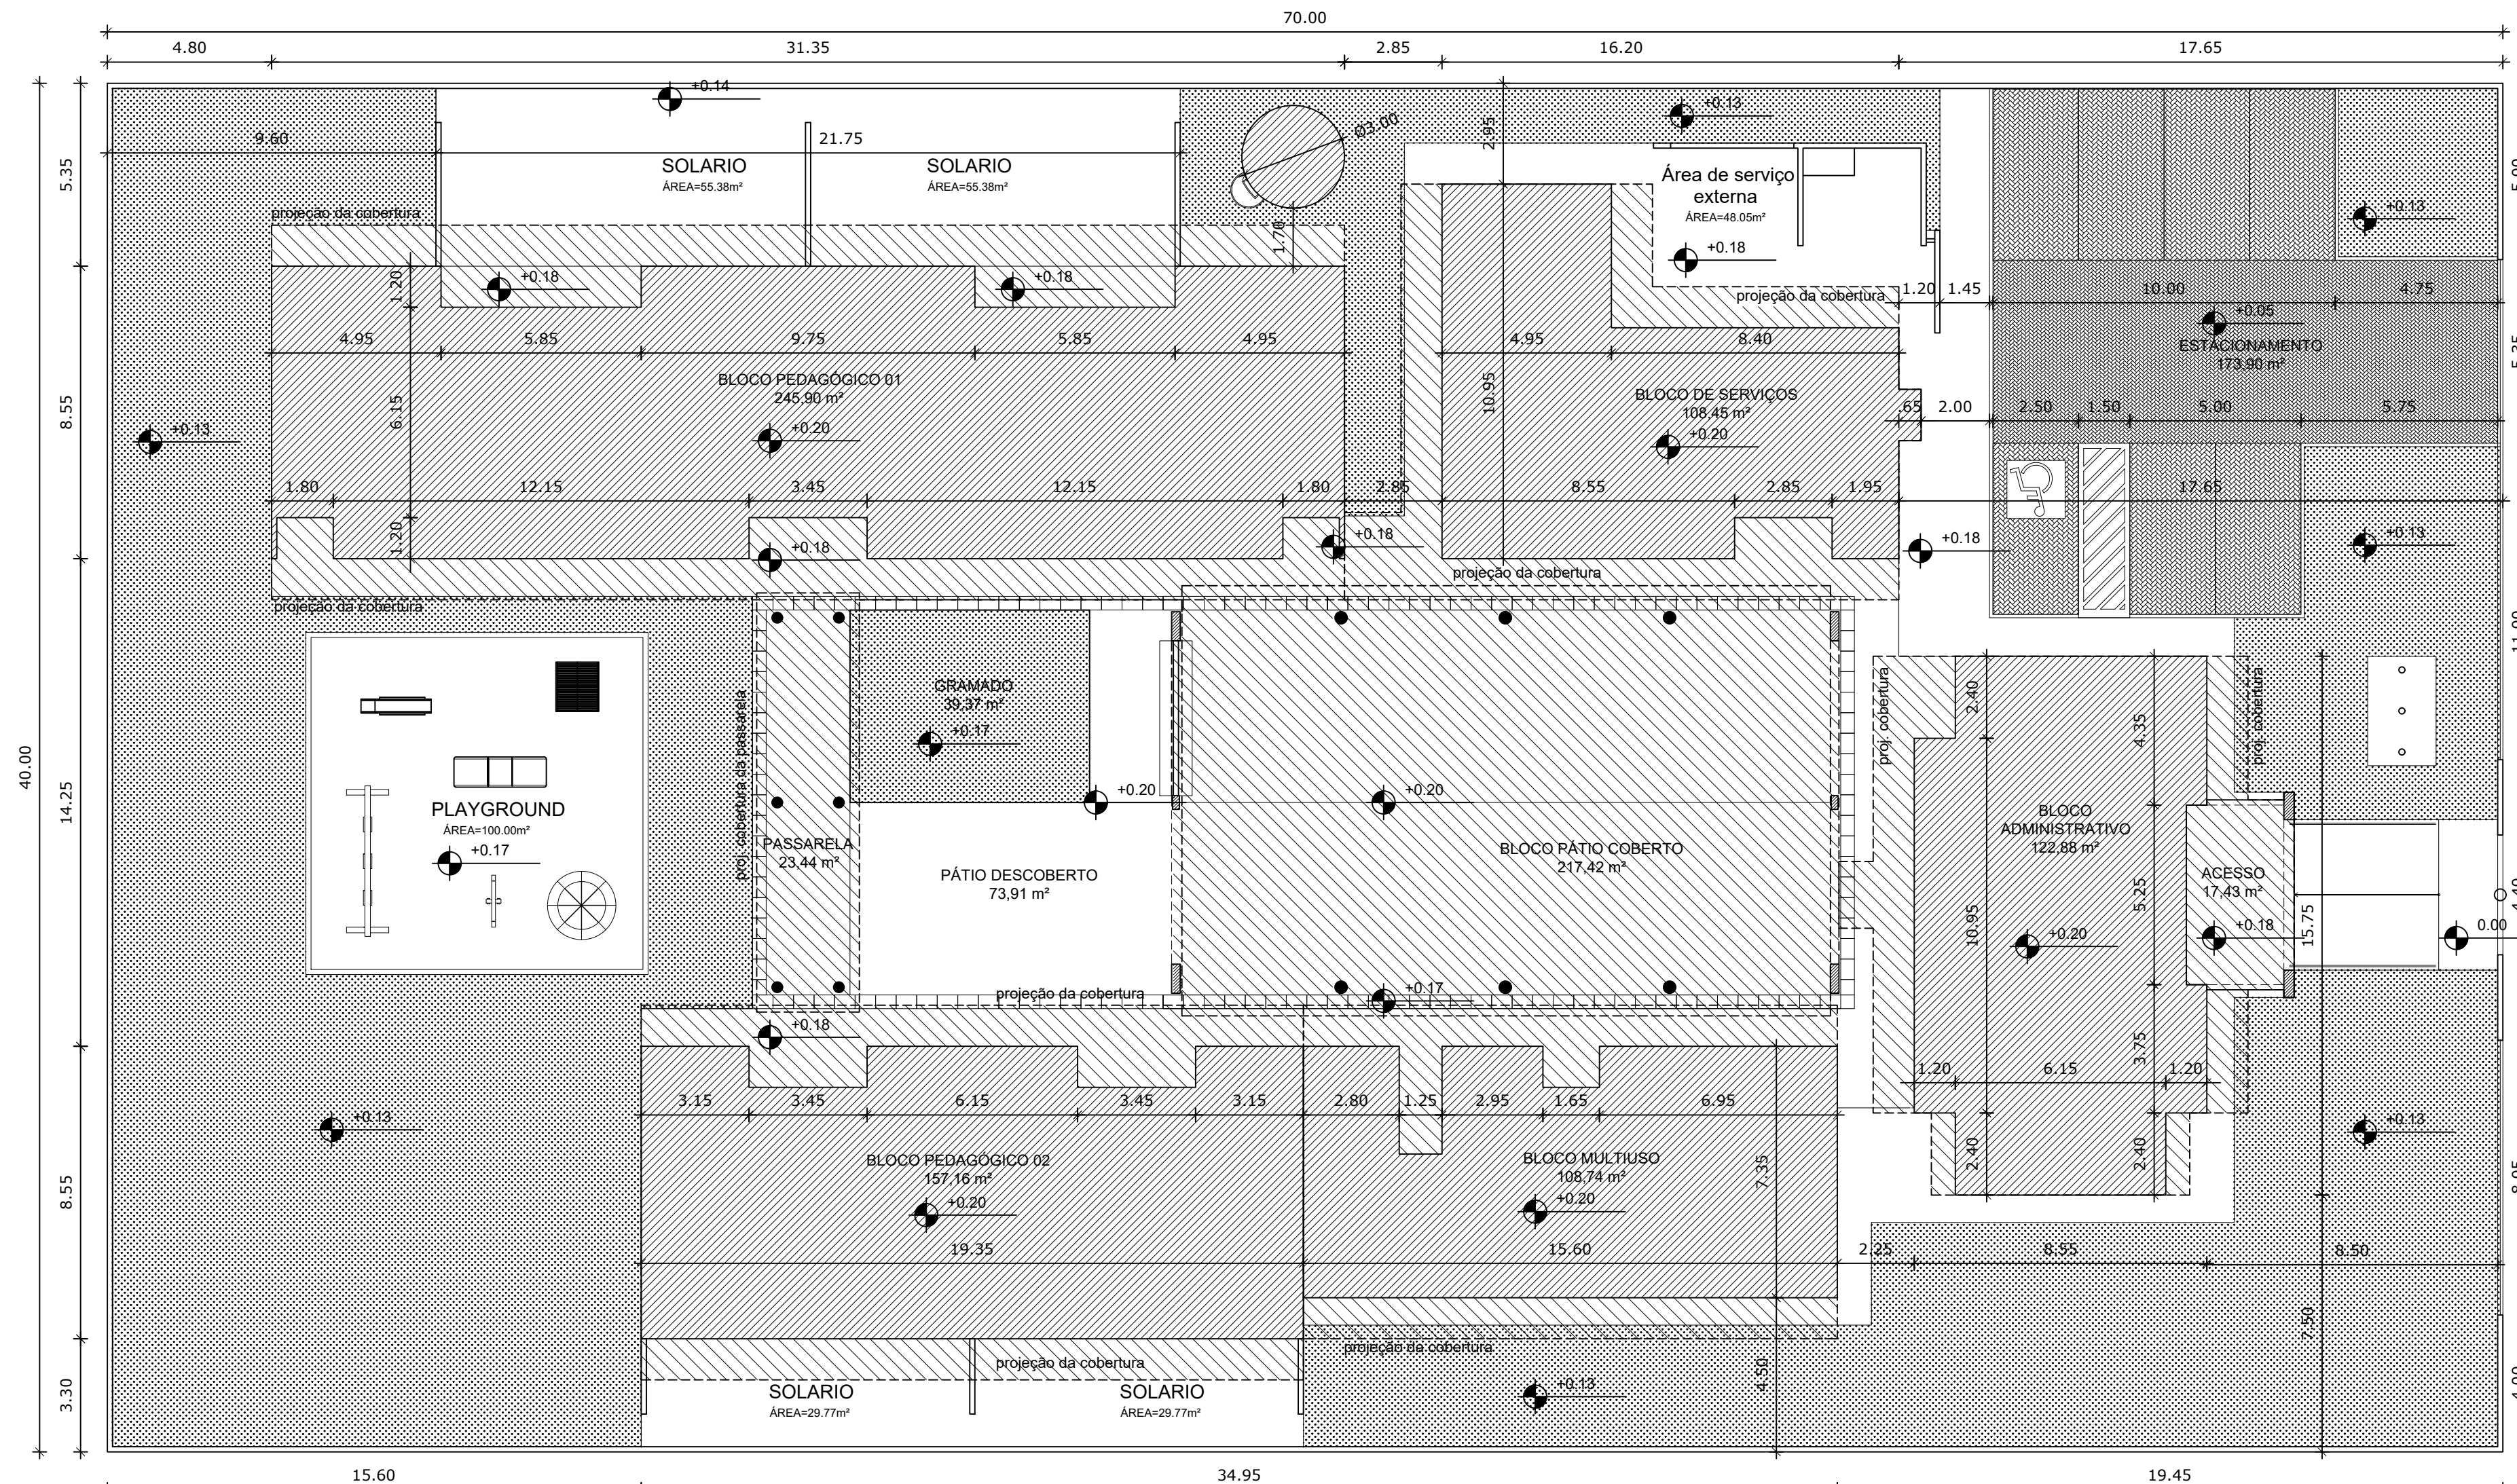 70.00
4.80
31.35
2.85
16.20
17.65
+0.14
+0.13
9.60
21.75
Ø3.00
2.95
5.35
SOLARIO
ÁREA=55.38m²
SOLARIO
ÁREA=55.38m²
Área de serviço
externa
ÁREA=48.05m²
+0.18
+0.13
projeção da cobertura
1.70
1.20
+0.18
+0.18
projeção da cobertura
1.20
1.45
10.00
4.75
+0.05
ESTACIONAMENTO
173,90 m²
4.95
5.85
9.75
5.85
4.95
4.95
8.40
BLOCO PEDAGÓGICO 01
245,90 m²
+0.20
10.95
BLOCO DE SERVIÇOS
108,45 m²
+0.20
.65
2.00
2.50
1.50
5.00
5.75
8.55
+0.13
6.15
1.80
12.15
3.45
12.15
1.80
2.85
8.55
2.85
1.95
17.65
1.20
+0.18
+0.18
+0.18
+0.13
projeção da cobertura
projeção da cobertura
proj. cobertura da passarela
GRAMADO
39,37 m²
+0.17
proj. cobertura
2.40
4.35
proj. cobertura
40.00
14.25
+0.20
+0.20
PLAYGROUND
ÁREA=100.00m²
+0.17
PASSARELA
23,44 m²
PÁTIO DESCOBERTO
73,91 m²
BLOCO PÁTIO COBERTO
217,42 m²
BLOCO
ADMINISTRATIVO
122,88 m²
ACESSO
17,43 m²
+0.18
0.00
10.95
5.25
15.75
+0.20
projeção da cobertura
+0.17
+0.18
3.75
1.20
6.15
1.20
3.15
3.45
6.15
3.45
3.15
2.80
1.25
2.95
1.65
6.95
+0.13
+0.13
BLOCO PEDAGÓGICO 02
157,16 m²
+0.20
BLOCO MULTIUSO
108,74 m²
+0.20
7.35
2.40
2.40
8.55
19.35
15.60
2.25
8.55
8.50
7.50
projeção da cobertura
projeção da cobertura
3.30
SOLARIO
ÁREA=29.77m²
SOLARIO
ÁREA=29.77m²
+0.13
4.50
15.60
34.95
19.45